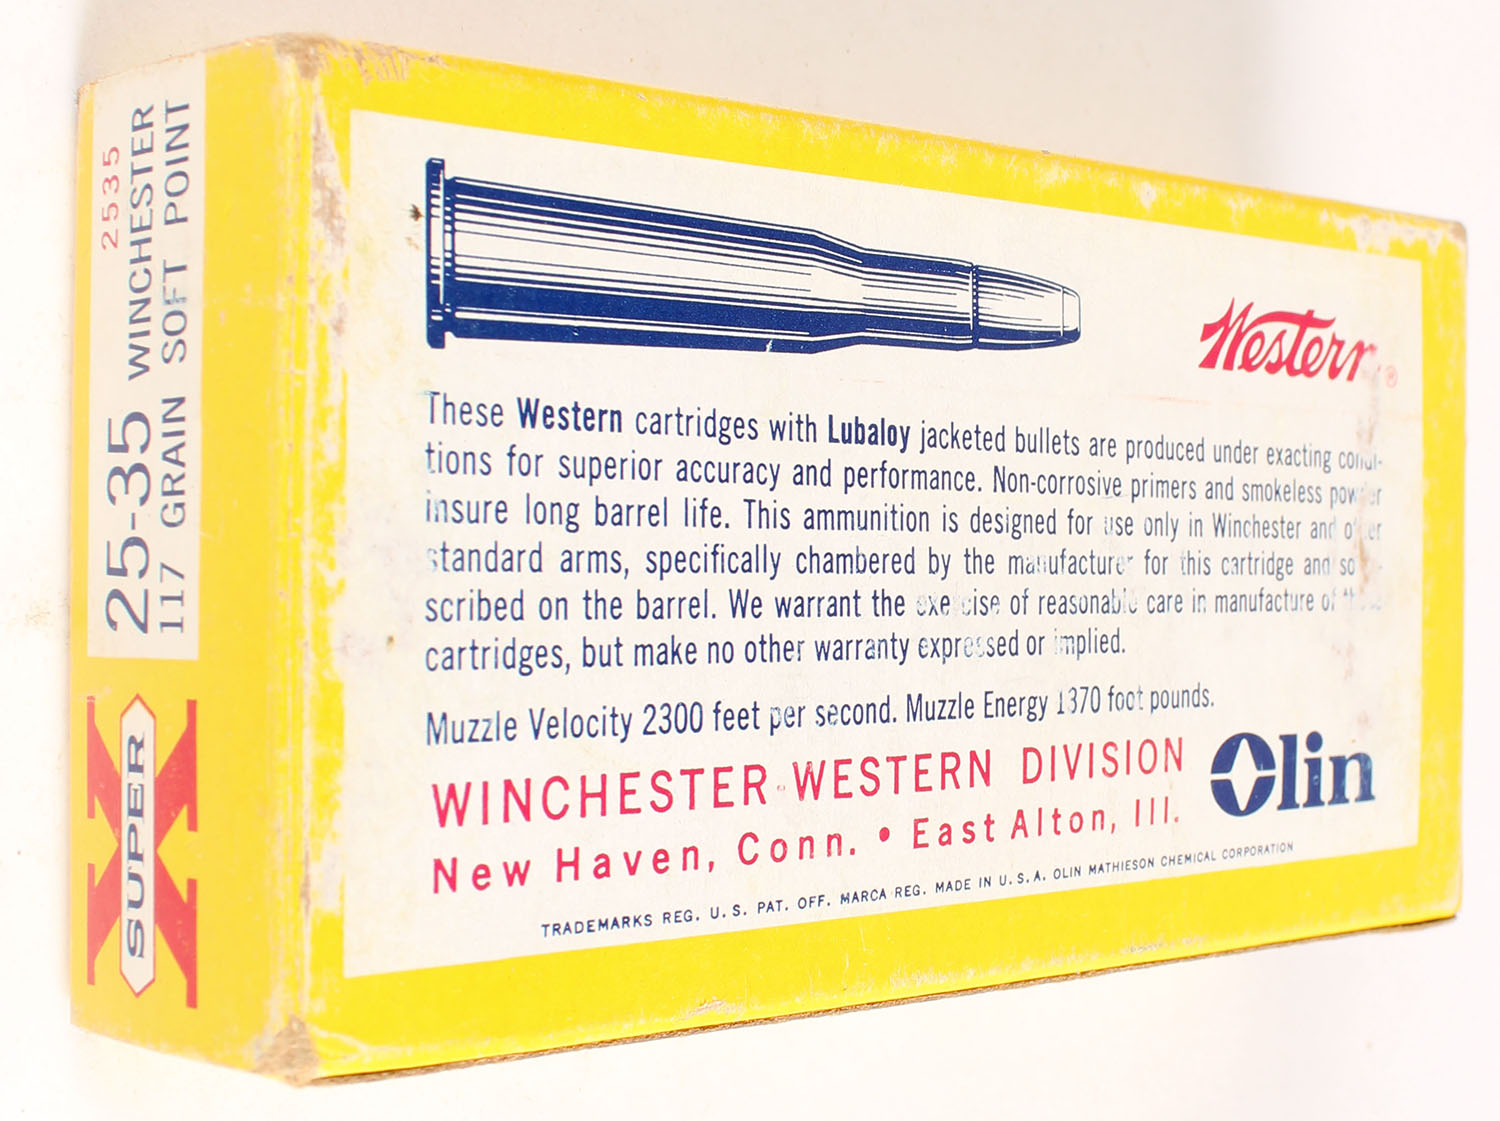 2535
25-35 WINCHESTER
117 GRAIN SOFT POINT
SUPER
X
Western®
These Western cartridges with Lubaloy jacketed bullets are produced under exacting condi-
tions for superior accuracy and performance. Non-corrosive primers and smokeless powder
insure long barrel life. This ammunition is designed for use only in Winchester and other
standard arms, specifically chambered by the manufacturer for this cartridge and so
scribed on the barrel. We warrant the exercise of reasonable care in manufacture of these
cartridges, but make no other warranty expressed or implied.
Muzzle Velocity 2300 feet per second. Muzzle Energy 1370 foot pounds.
WINCHESTER-WESTERN DIVISION
New Haven, Conn. • East Alton, Ill.
Olin
TRADEMARKS REG. U. S. PAT. OFF. MARCA REG. MADE IN U. S. A. OLIN MATHIESON CHEMICAL CORPORATION